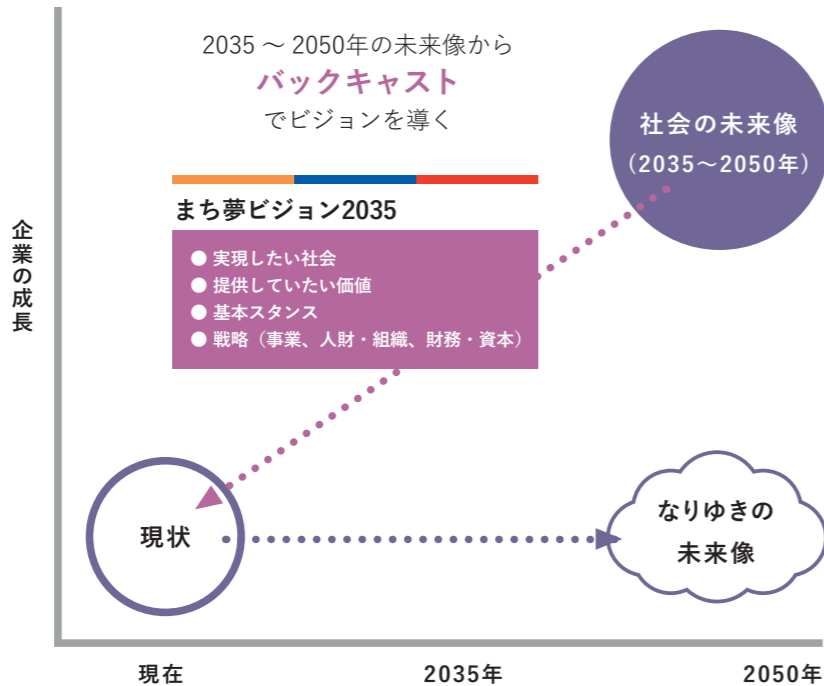 2035 ～ 2050年の未来像から
バックキャスト
でビジョンを導く
社会の未来像
（2035～2050年）
まち夢ビジョン2035
● 実現したい社会
● 提供していたい価値
● 基本スタンス
● 戦略（事業、人財・組織、財務・資本）
企業の成長
現状
なりゆきの
未来像
現在
2035年
2050年